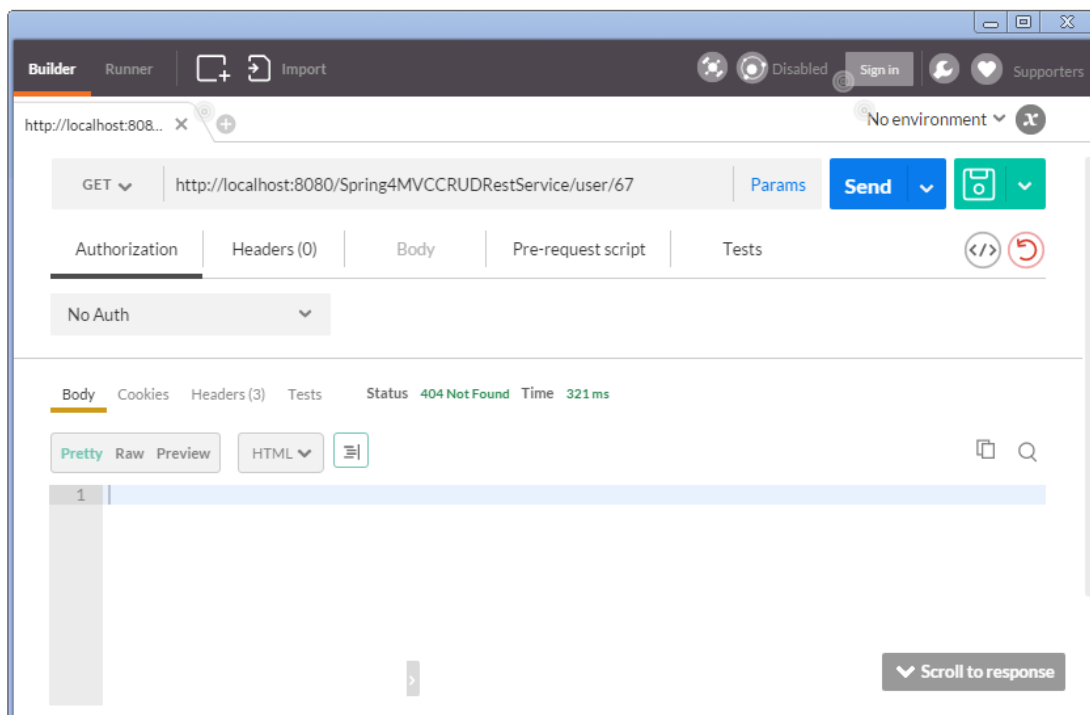 Builder Runner Import Disabled Sign in Supporters
http://localhost:808... No environment
GET http://localhost:8080/Spring4MVCCRUDRestService/user/67 Params Send
Authorization Headers (0) Body Pre-request script Tests
No Auth
Body Cookies Headers (3) Tests Status 404 Not Found Time 321 ms
Pretty Raw Preview HTML
1
Scroll to response